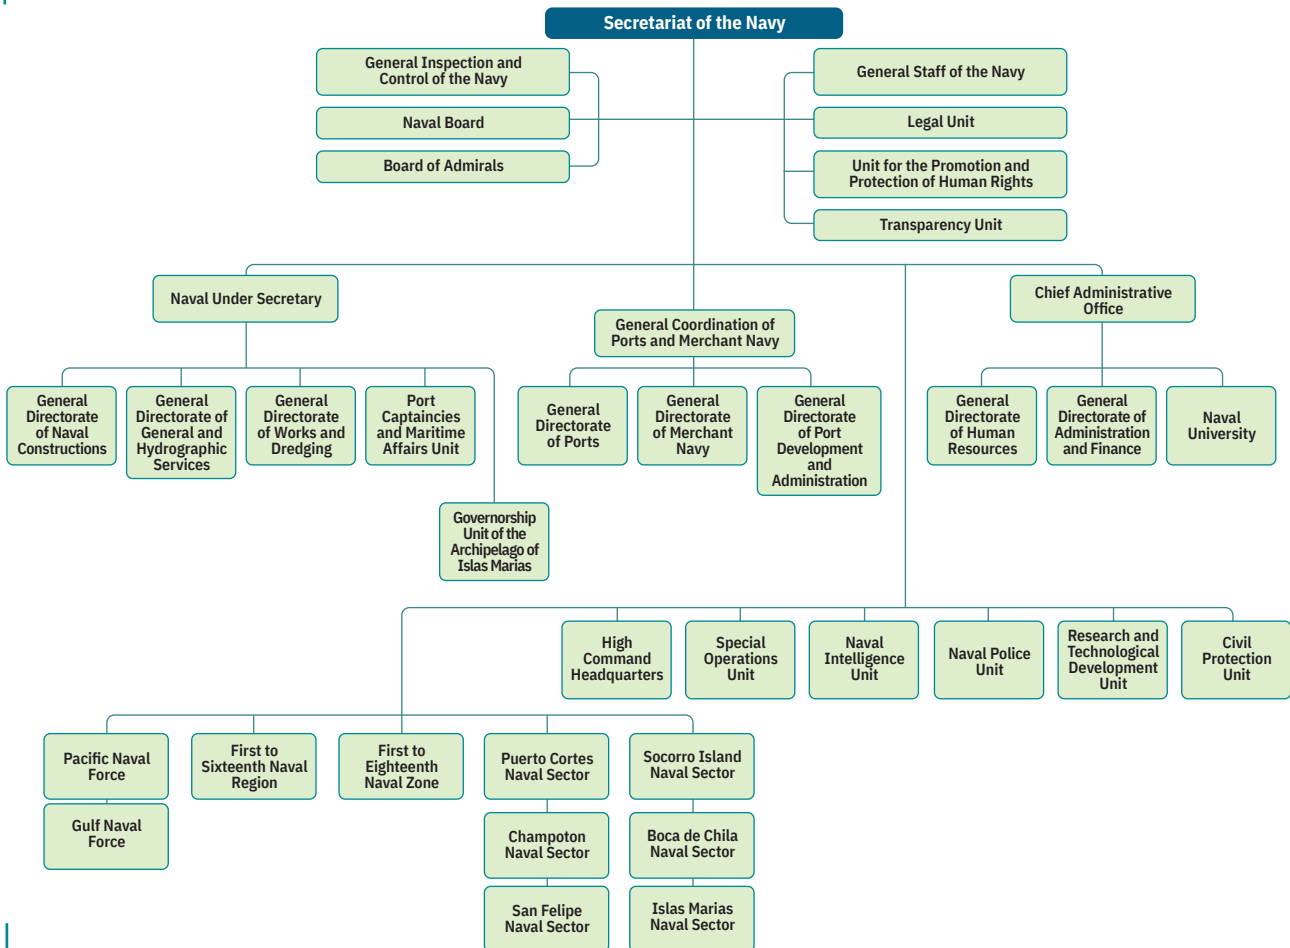 Secretariat of the Navy
General Inspection and
Control of the Navy
Naval Board
Board of Admirals
General Staff of the Navy
Legal Unit
Unit for the Promotion and
Protection of Human Rights
Transparency Unit
Naval Under Secretary
General Coordination of
Ports and Merchant Navy
Chief Administrative
Office
General
Directorate
of Naval
Constructions
General
Directorate of
General and
Hydrographic
Services
General
Directorate
of Works and
Dredging
Port
Captaincies
and Maritime
Affairs Unit
Governorship
Unit of the
Archipelago of
Islas Marias
General
Directorate
of Ports
General
Directorate
of Merchant
Navy
General
Directorate
of Port
Development
and
Administration
General
Directorate
of Human
Resources
General
Directorate of
Administration
and Finance
Naval
University
High
Command
Headquarters
Special
Operations
Unit
Naval
Intelligence
Unit
Naval Police
Unit
Research and
Technological
Development
Unit
Civil
Protection
Unit
Pacific Naval
Force
Gulf Naval
Force
First to
Sixteenth Naval
Region
First to
Eighteenth
Naval Zone
Puerto Cortes
Naval Sector
Champoton
Naval Sector
San Felipe
Naval Sector
Socorro Island
Naval Sector
Boca de Chila
Naval Sector
Islas Marias
Naval Sector